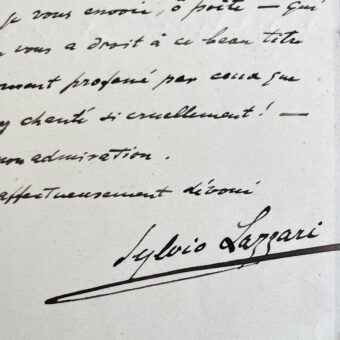 je vous envoie, ô poète — qui
vous a droit à ce beau titre
profané par ceux que
chanté si cruellement! —
mon admiration.
affectueusement dévoué
Sylvio Lazzari